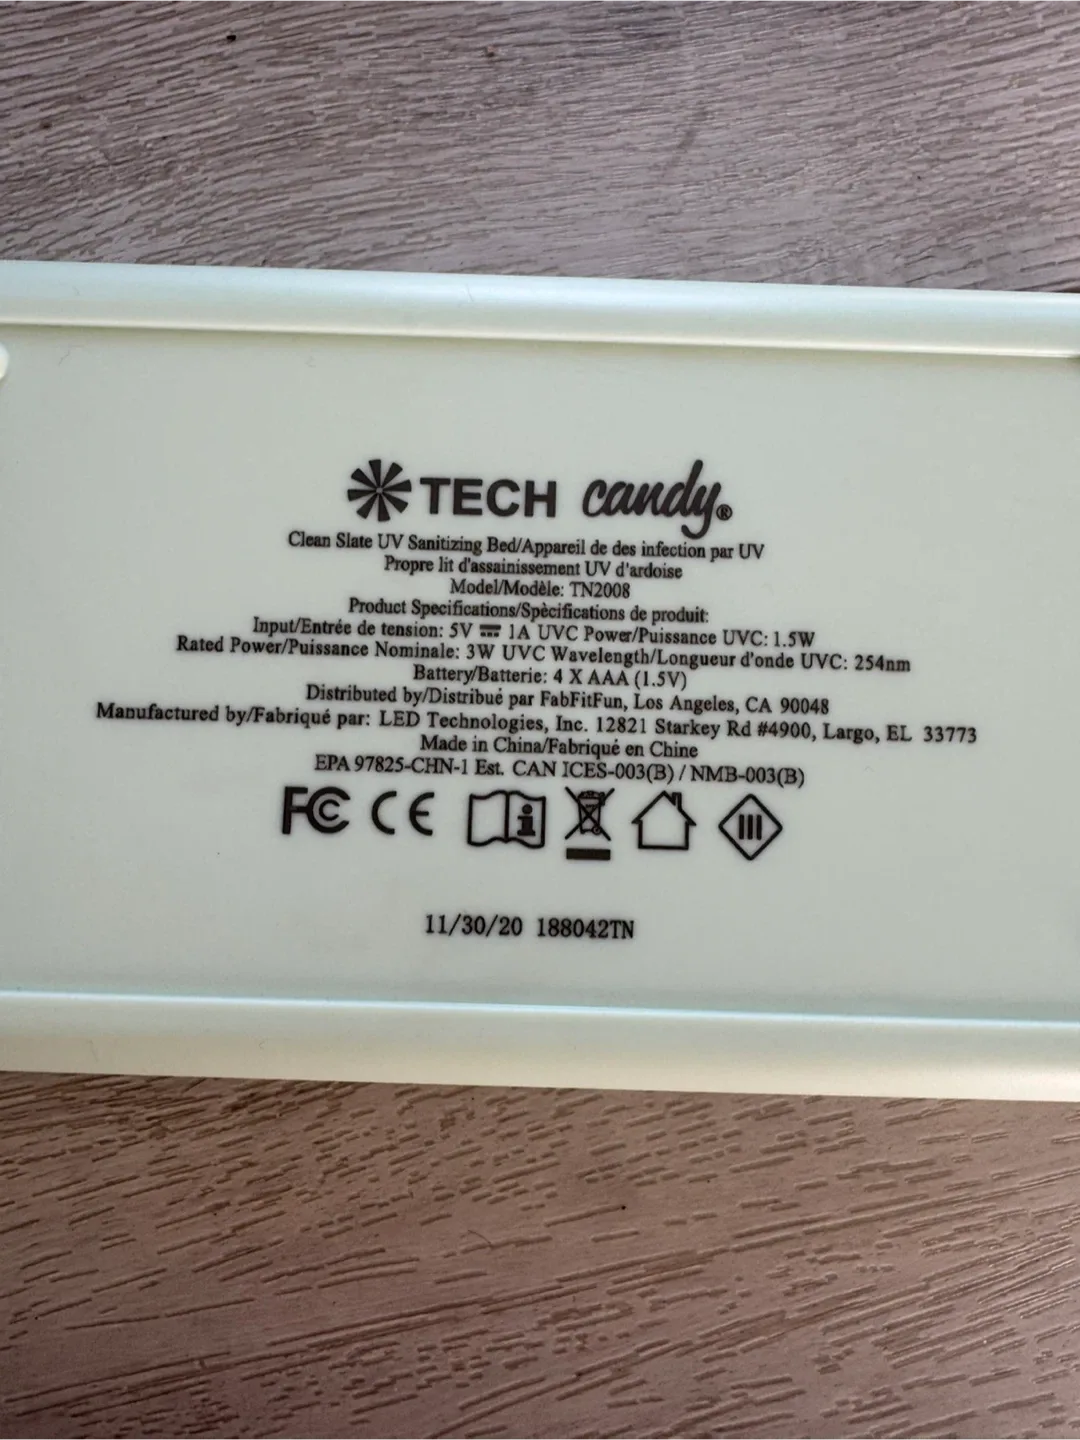 TECH candy®
Clean Slate UV Sanitizing Bed/Appareil de des infection par UV
Propre lit d'assainissement UV d'ardoise
Model/Modèle: TN2008
Product Specifications/Spècifications de produit:
Input/Entrée de tension: 5V ⎓ 1A UVC Power/Puissance UVC: 1.5W
Rated Power/Puissance Nominale: 3W UVC Wavelength/Longueur d'onde UVC: 254nm
Battery/Batterie: 4 X AAA (1.5V)
Distributed by/Distribué par FabFitFun, Los Angeles, CA 90048
Manufactured by/Fabriqué par: LED Technologies, Inc. 12821 Starkey Rd #4900, Largo, EL 33773
Made in China/Fabriqué en Chine
EPA 97825-CHN-1 Est. CAN ICES-003(B) / NMB-003(B)
FC CE i III
11/30/20 188042TN